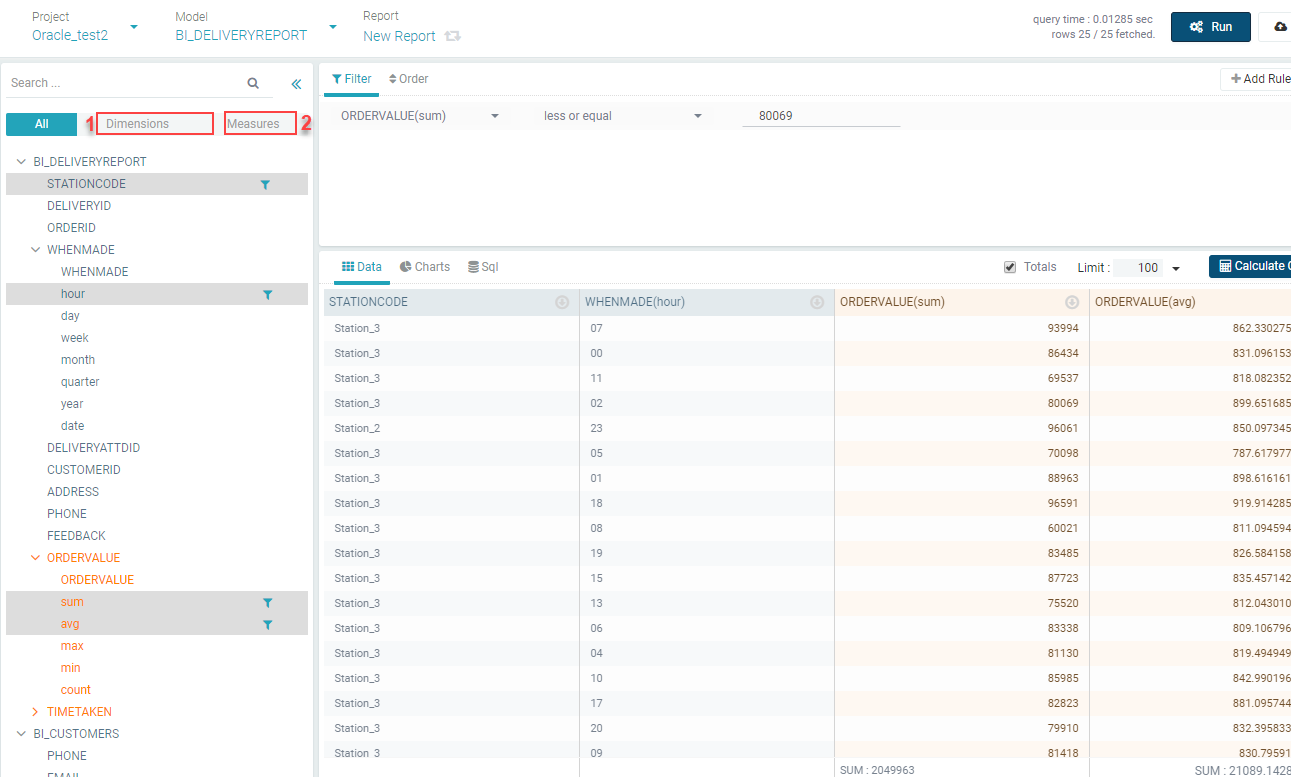 Project
Oracle_test2
Model
BI_DELIVERYREPORT
Report
New Report
query time : 0.01285 sec
rows 25 / 25 fetched.
Run
Search ...
All
1
Dimensions
Measures
2
BI_DELIVERYREPORT
STATIONCODE
DELIVERYID
ORDERID
WHENMADE
WHENMADE
hour
day
week
month
quarter
year
date
DELIVERYATTDID
CUSTOMERID
ADDRESS
PHONE
FEEDBACK
ORDERVALUE
ORDERVALUE
sum
avg
max
min
count
TIMETAKEN
BI_CUSTOMERS
PHONE
EMAIL
Filter Order
Add Rule
ORDERVALUE(sum) less or equal 80069
Data Charts Sql
Totals Limit : 100
Calculate
STATIONCODE WHENMADE(hour) ORDERVALUE(sum) ORDERVALUE(avg)
Station_3 07 93994 862.330275
Station_3 00 86434 831.096153
Station_3 11 69537 818.082352
Station_3 02 80069 899.651685
Station_2 23 96061 850.097345
Station_3 05 70098 787.617977
Station_3 01 88963 898.616161
Station_3 18 96591 919.914285
Station_3 08 60021 811.094594
Station_3 19 83485 826.584158
Station_3 15 87723 835.457142
Station_3 13 75520 812.043010
Station_3 06 83338 809.106796
Station_3 04 81130 819.494949
Station_3 10 85985 842.990196
Station_3 17 82823 881.095744
Station_3 20 79910 832.395833
Station_3 09 81418 830.79591
SUM : 2049963 SUM : 21089.1428